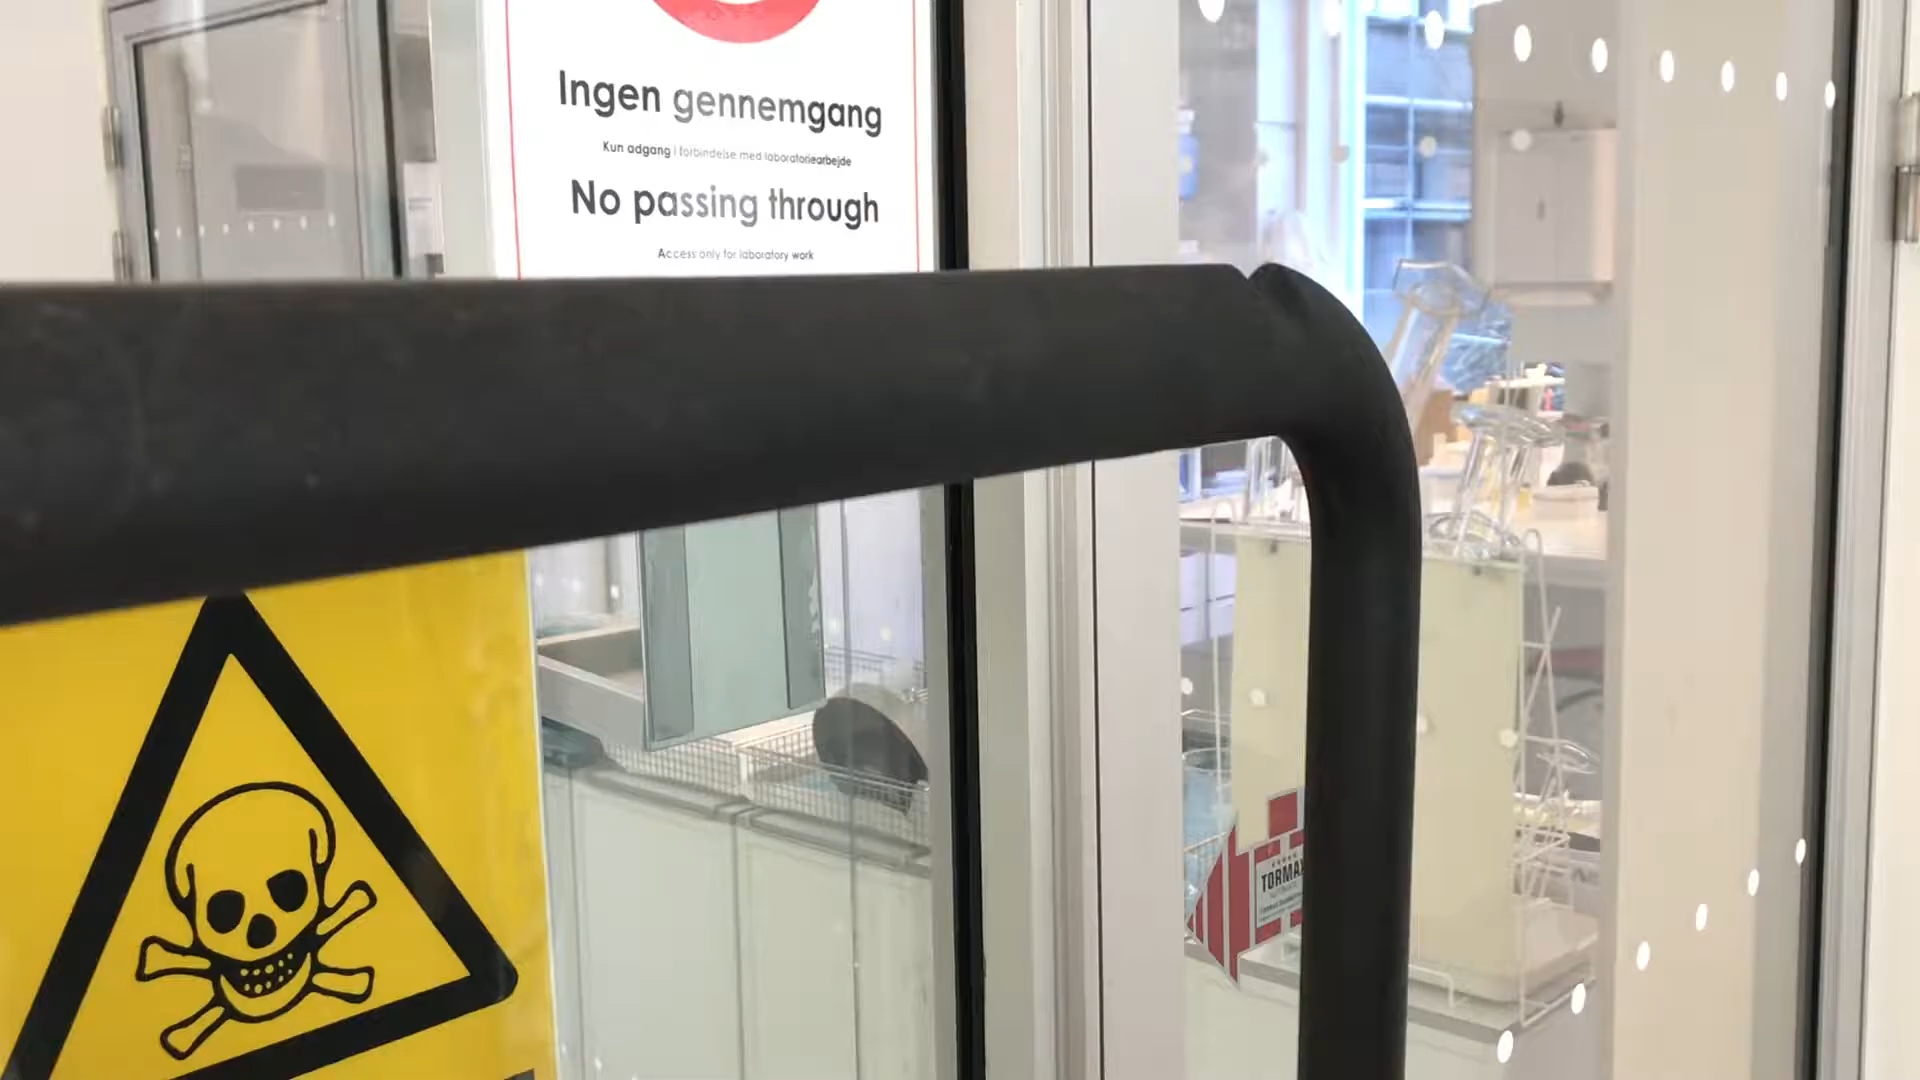 Ingen gennemgang
Kun adgang i forbindelse med laboratoriearbejde
No passing through
Access only for laboratory work
TORMAX